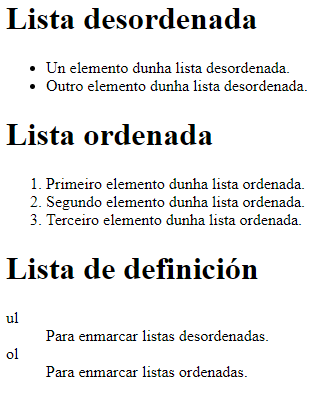 Lista desordenada
• Un elemento dunha lista desordenada.
• Outro elemento dunha lista desordenada.
Lista ordenada
1. Primeiro elemento dunha lista ordenada.
2. Segundo elemento dunha lista ordenada.
3. Terceiro elemento dunha lista ordenada.
Lista de definición
ul
Para enmarcar listas desordenadas.
ol
Para enmarcar listas ordenadas.